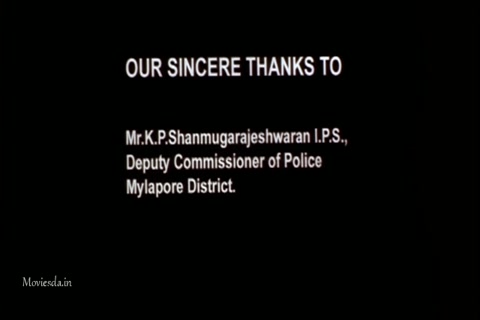 OUR SINCERE THANKS TO
Mr.K.P.Shanmugarajeshwaran I.P.S.,
Deputy Commissioner of Police
Mylapore District.
Moviesda.in